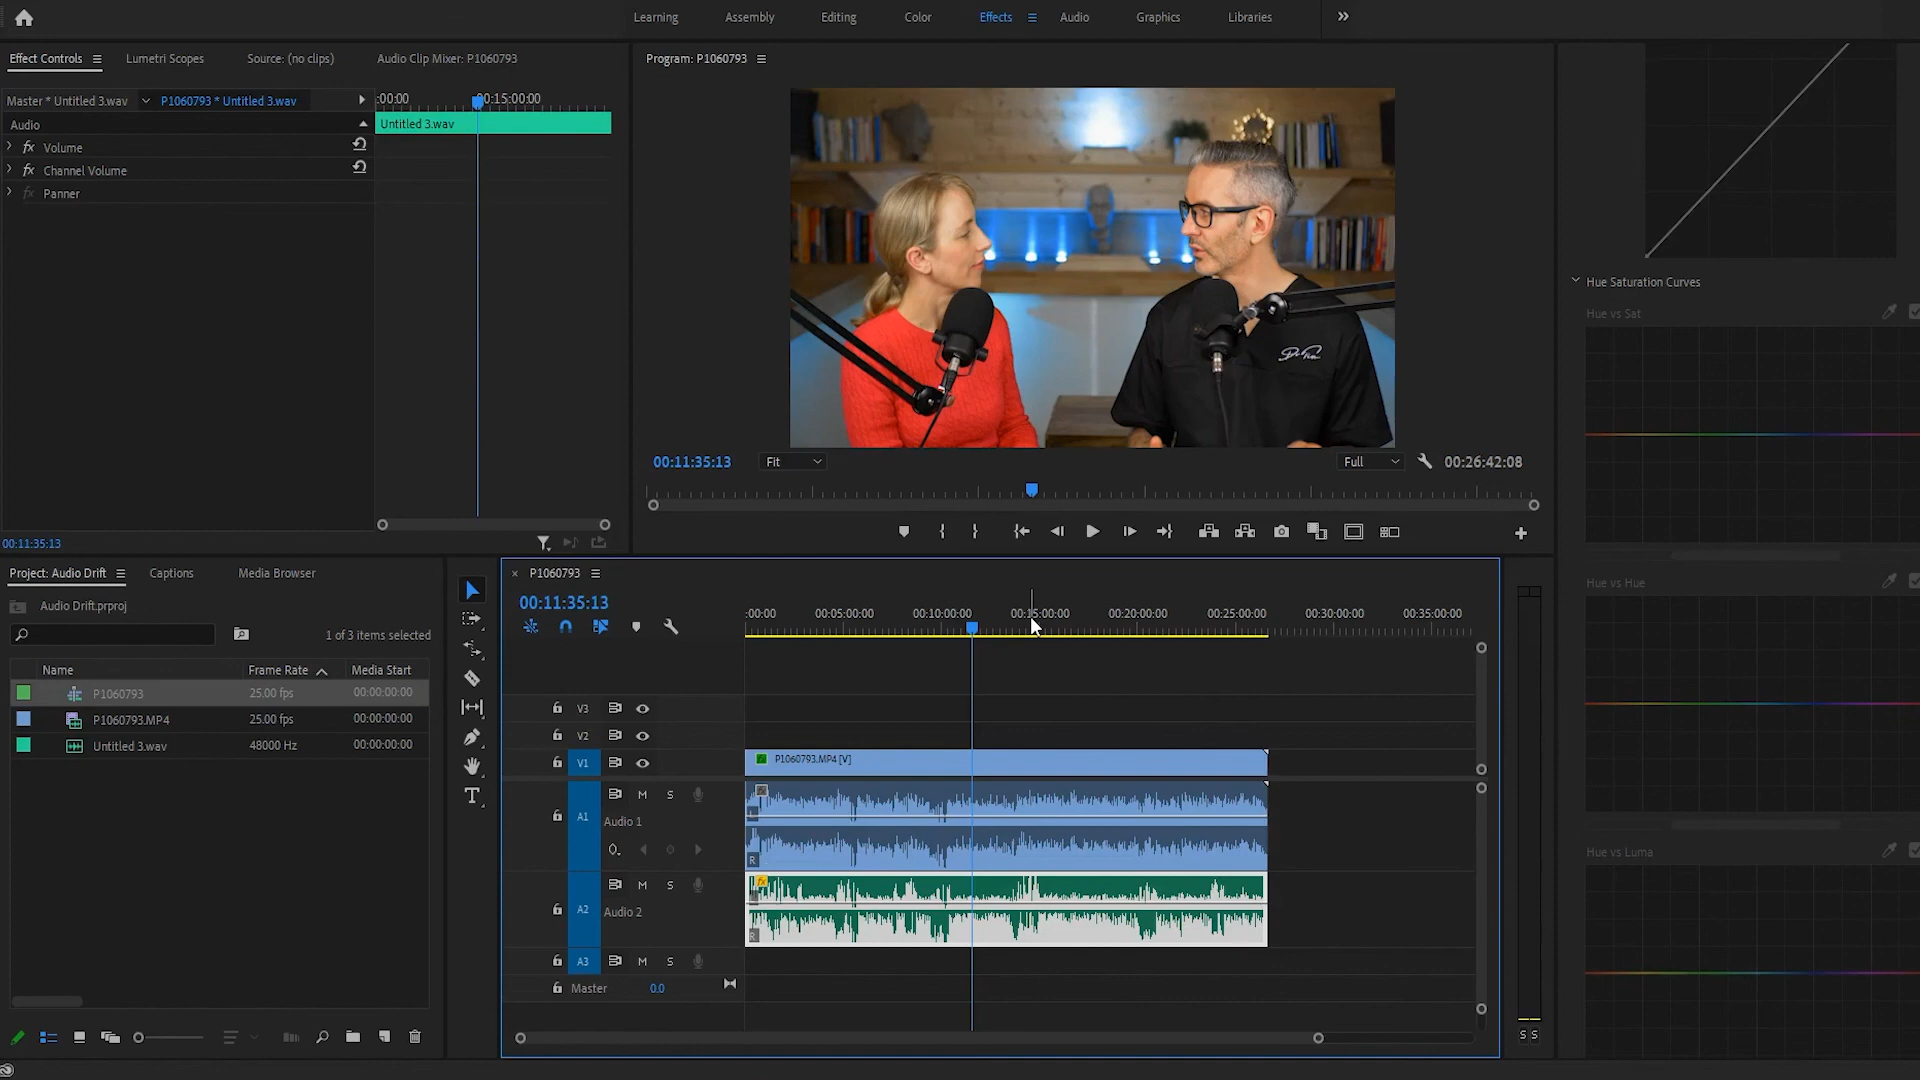 Learning Assembly Editing Color Effects Audio Graphics Libraries
Effect Controls Lumetri Scopes Source: (no clips) Audio Clip Mixer: P1060793
Master * Untitled 3.wav P1060793 * Untitled 3.wav
:00:00 00:15:00:00
Audio
Untitled 3.wav
fx Volume
fx Channel Volume
fx Panner
00:11:35:13
Program: P1060793
00:11:35:13 Fit Full 00:26:42:08
Hue Saturation Curves
Hue vs Sat
Hue vs Hue
Hue vs Luma
Project: Audio Drift Captions Media Browser
Audio Drift.prproj
1 of 3 items selected
Name Frame Rate Media Start
P1060793 25.00 fps 00:00:00:00
P1060793.MP4 25.00 fps 00:00:00:00
Untitled 3.wav 48000 Hz 00:00:00:00
× P1060793
00:11:35:13
:00:00 00:05:00:00 00:10:00:00 00:15:00:00 00:20:00:00 00:25:00:00 00:30:00:00 00:35:00:00
V3
V2
V1 P1060793.MP4 [V]
A1 M S
Audio 1
R
A2 M S
fx
Audio 2
R
A3 M S
Master 0.0
S S